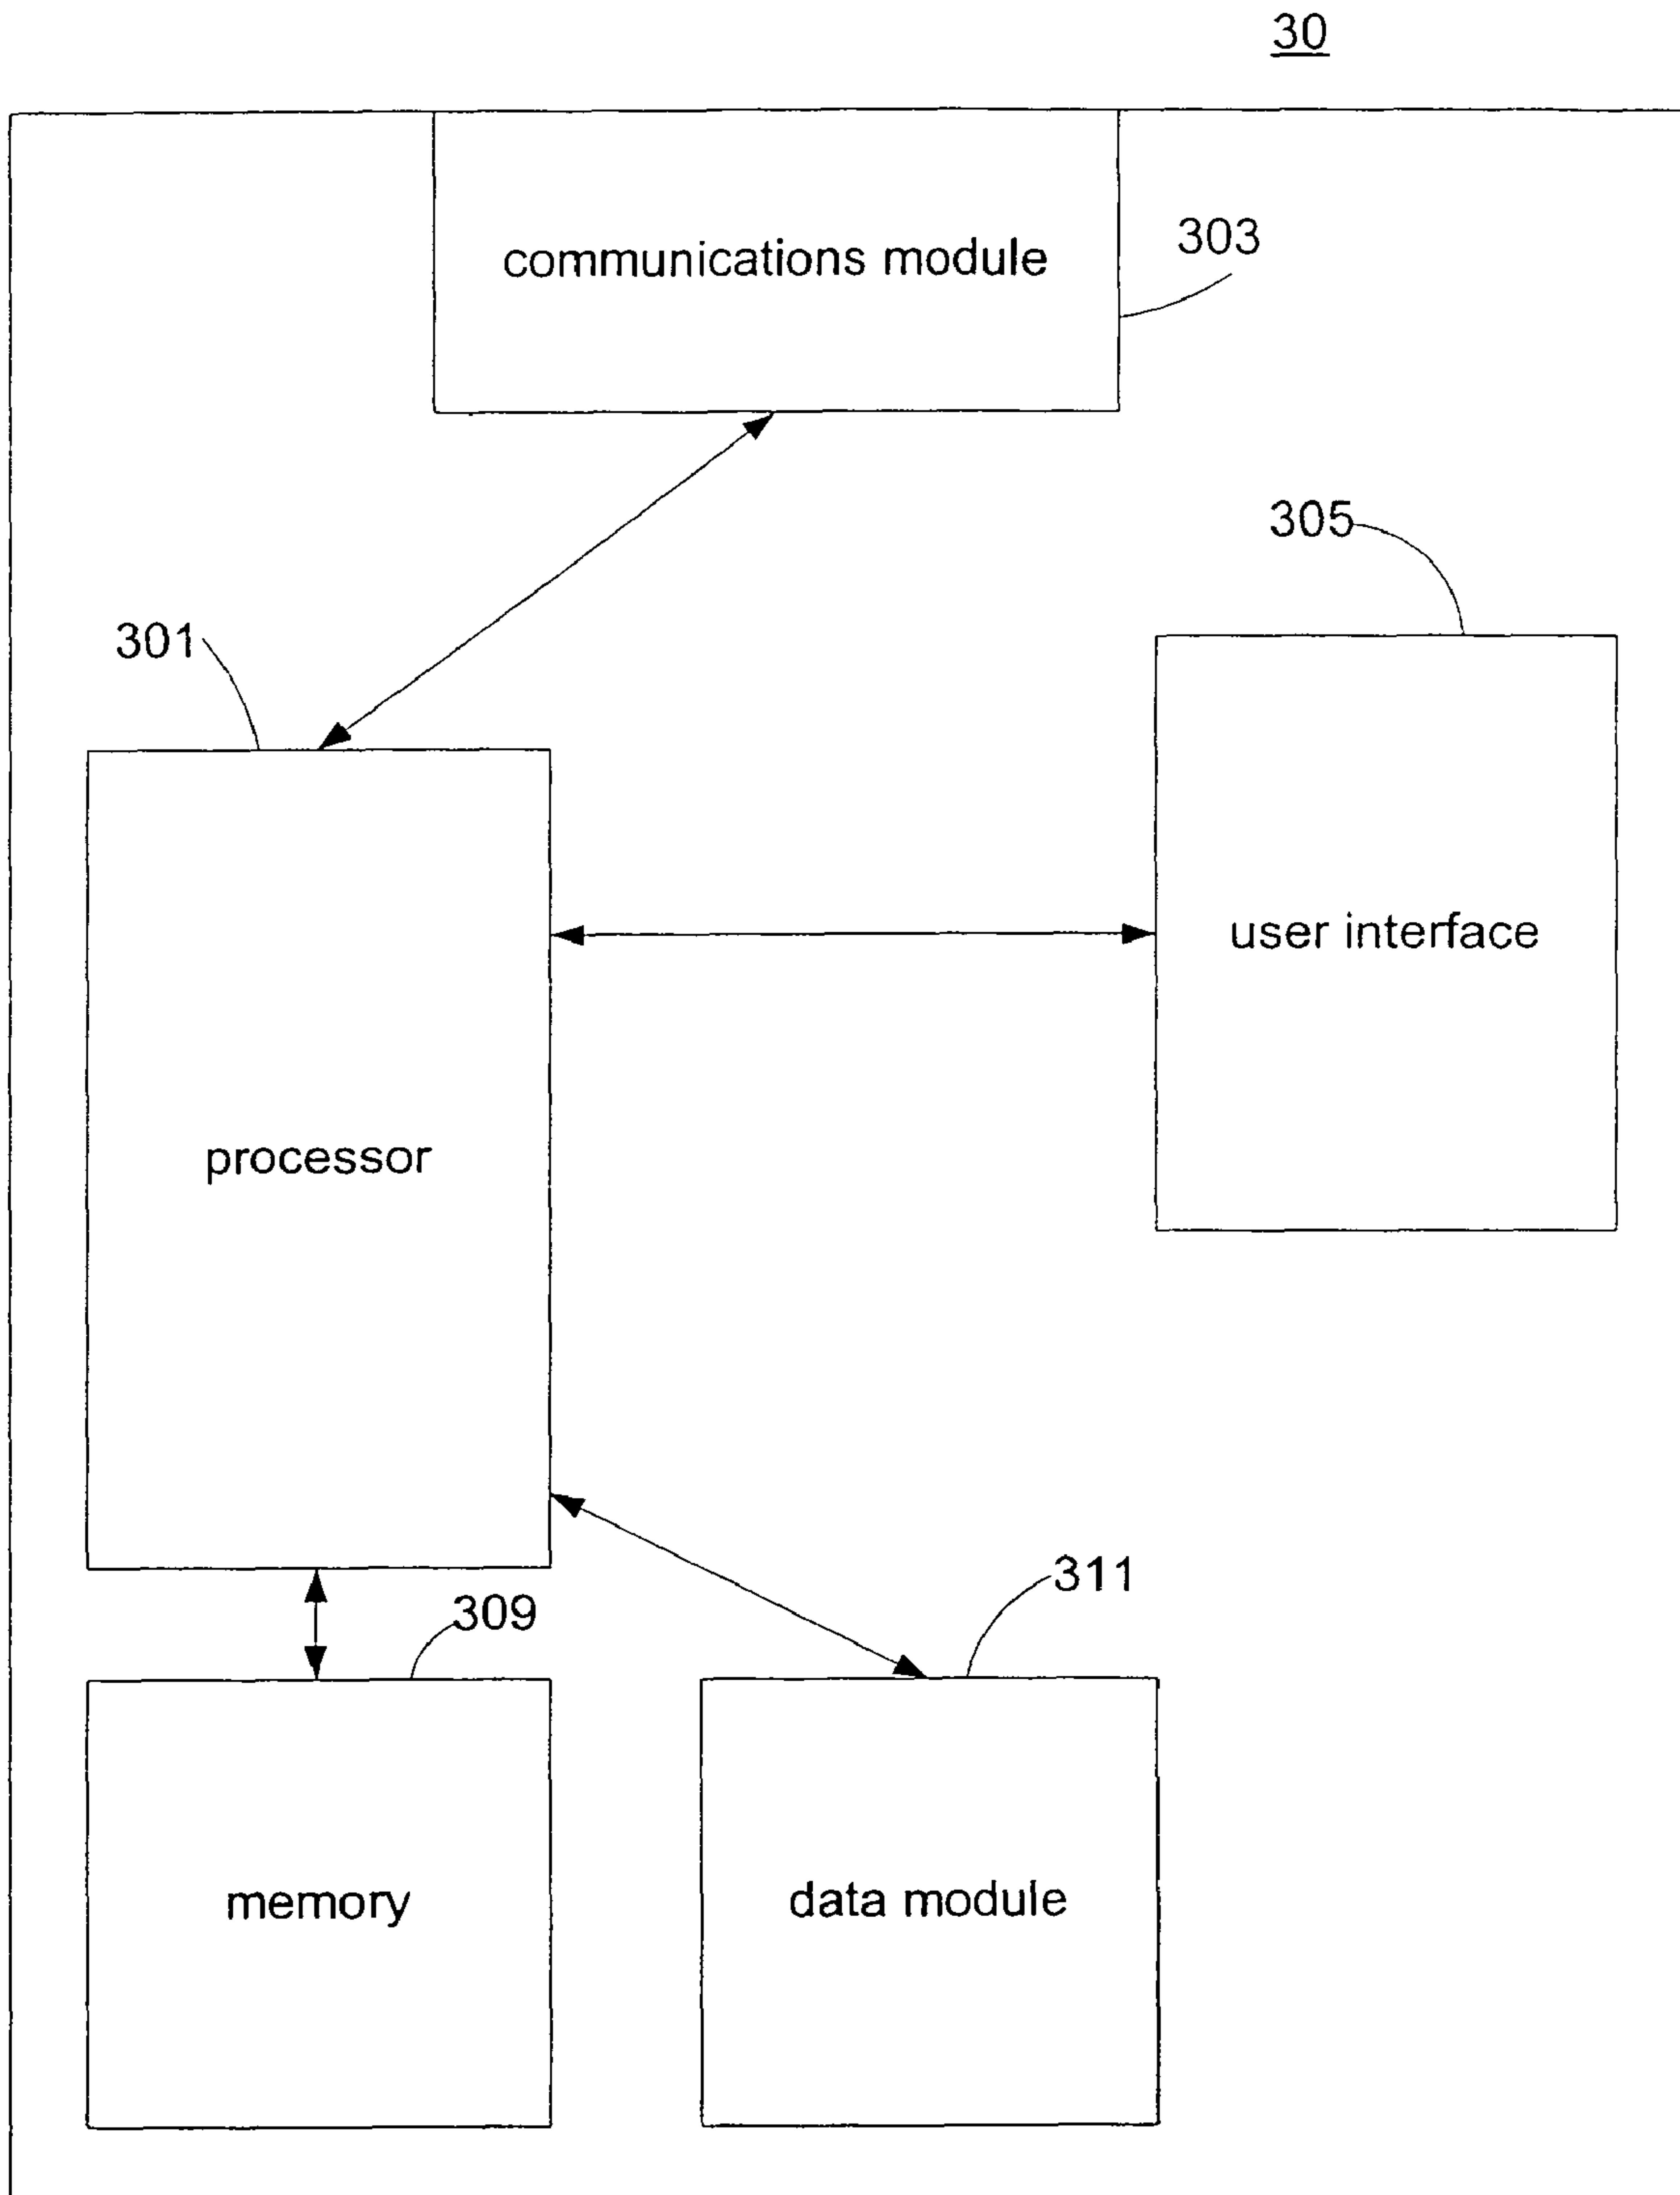 30
communications module
303
305
301
user interface
processor
311
309
memory
data module